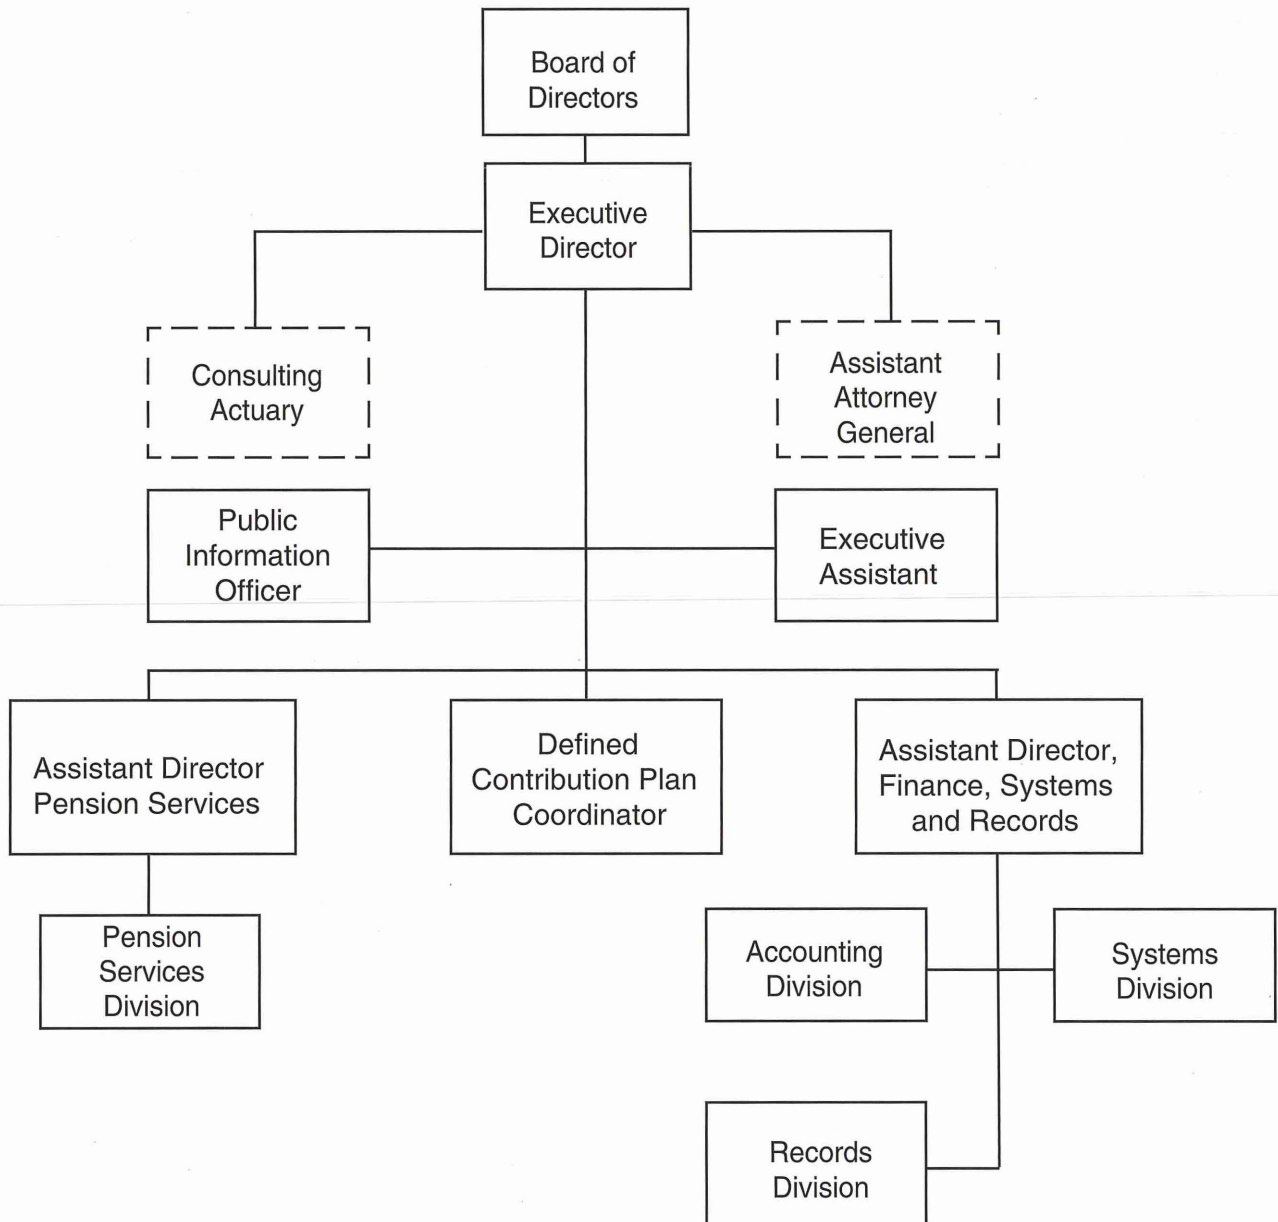 Board of
Directors
Executive
Director
Consulting
Actuary
Assistant
Attorney
General
Public
Information
Officer
Executive
Assistant
Assistant Director
Pension Services
Defined
Contribution Plan
Coordinator
Assistant Director,
Finance, Systems
and Records
Pension
Services
Division
Accounting
Division
Systems
Division
Records
Division